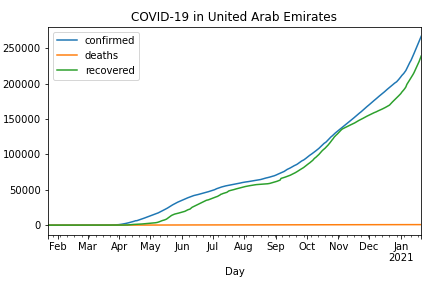 COVID-19 in United Arab Emirates
confirmed
deaths
recovered
250000
200000
150000
100000
50000
0
Feb Mar Apr May Jun Jul Aug Sep Oct Nov Dec Jan
2021
Day